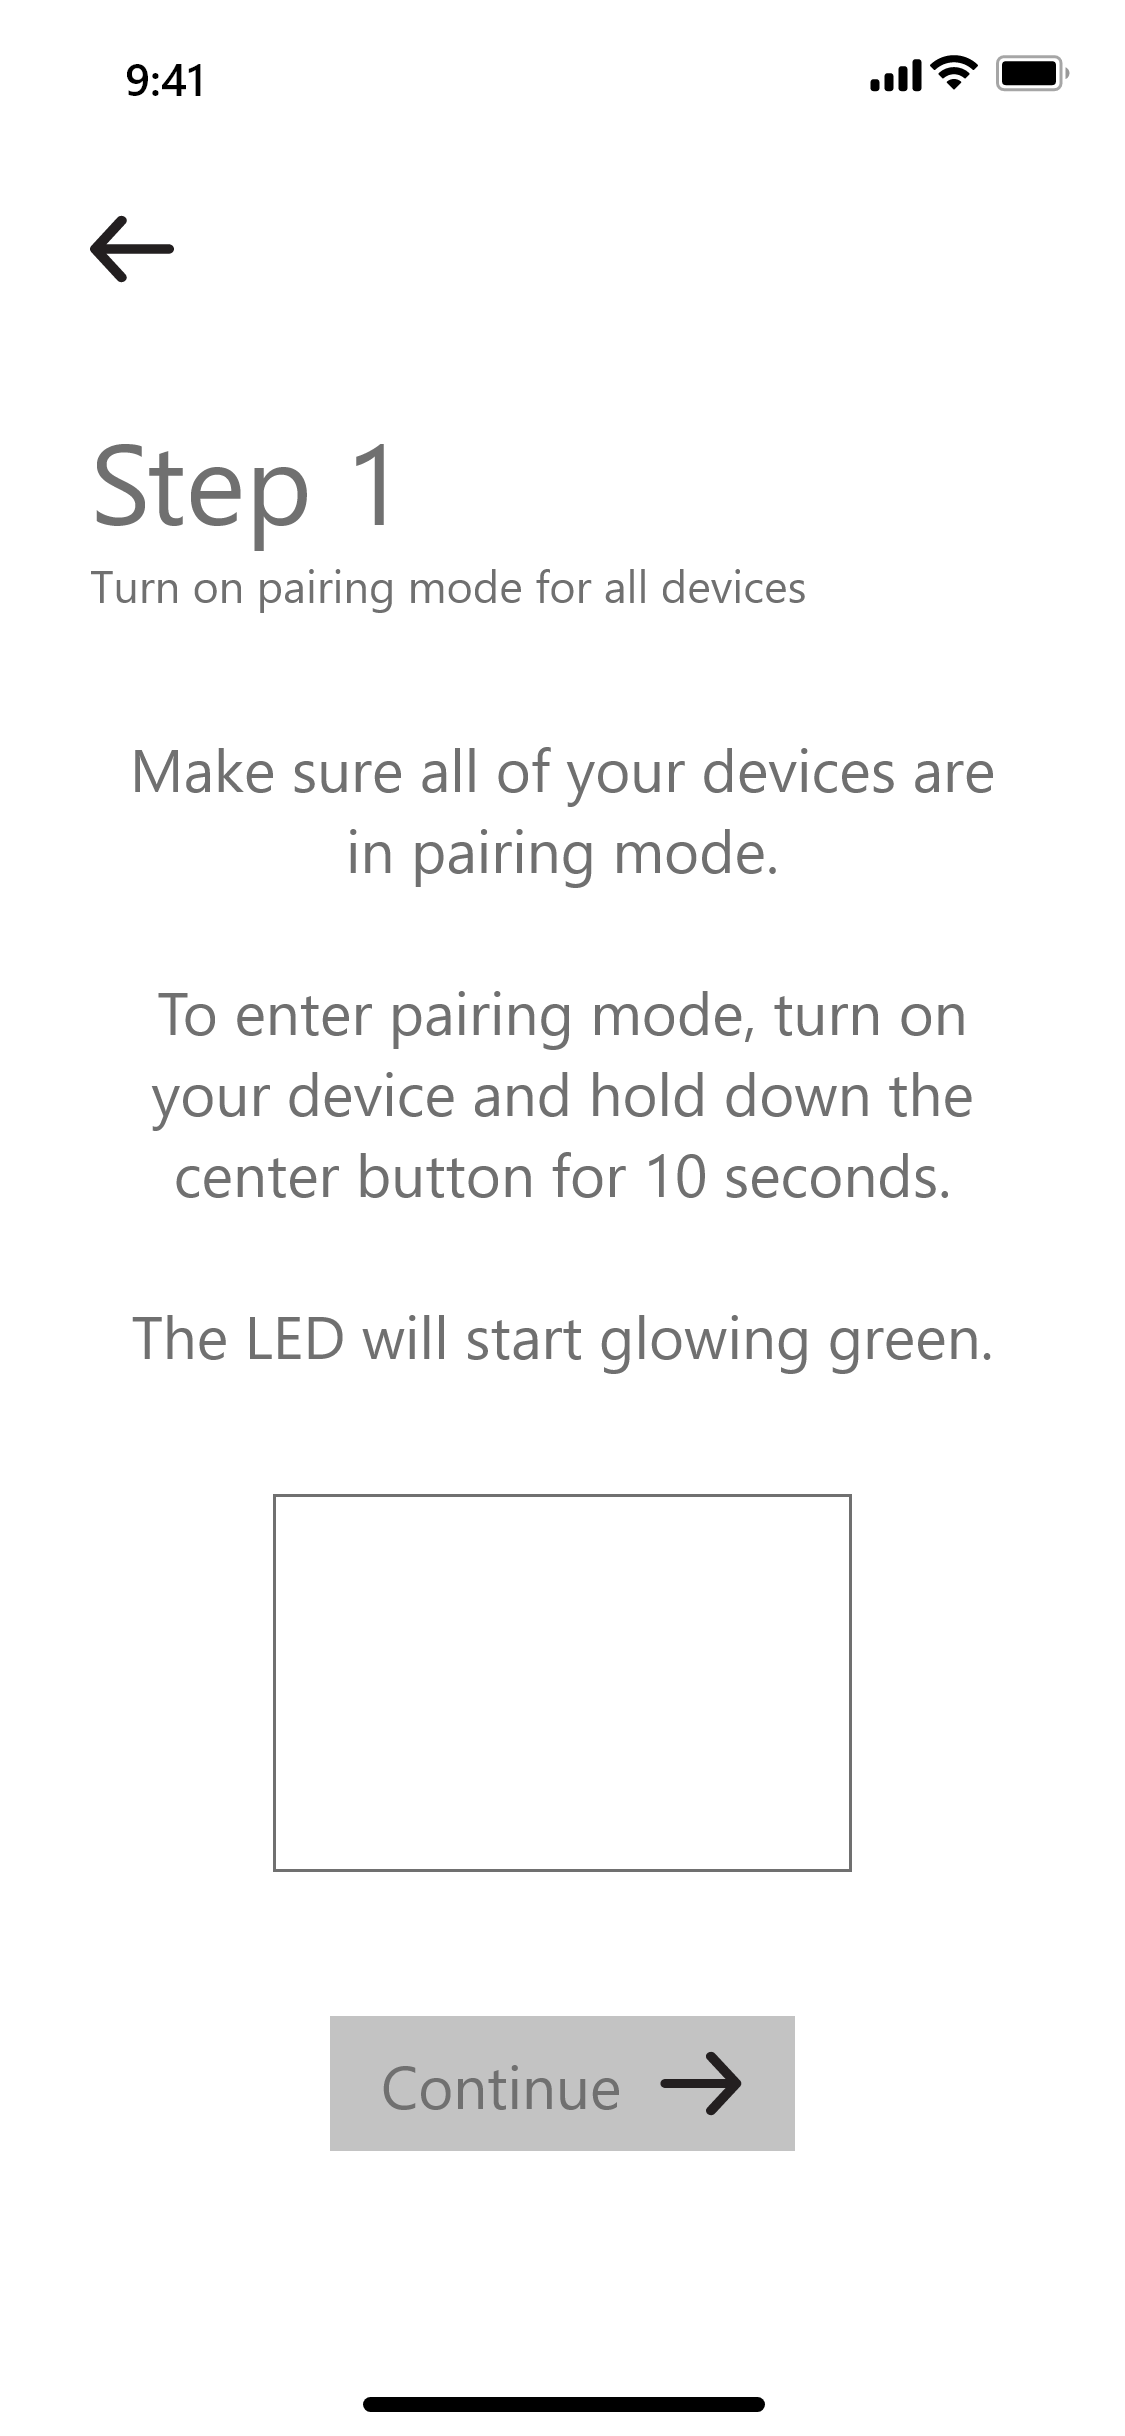 9:41
Step 1
Turn on pairing mode for all devices
Make sure all of your devices are
in pairing mode.
To enter pairing mode, turn on
your device and hold down the
center button for 10 seconds.
The LED will start glowing green.
Continue